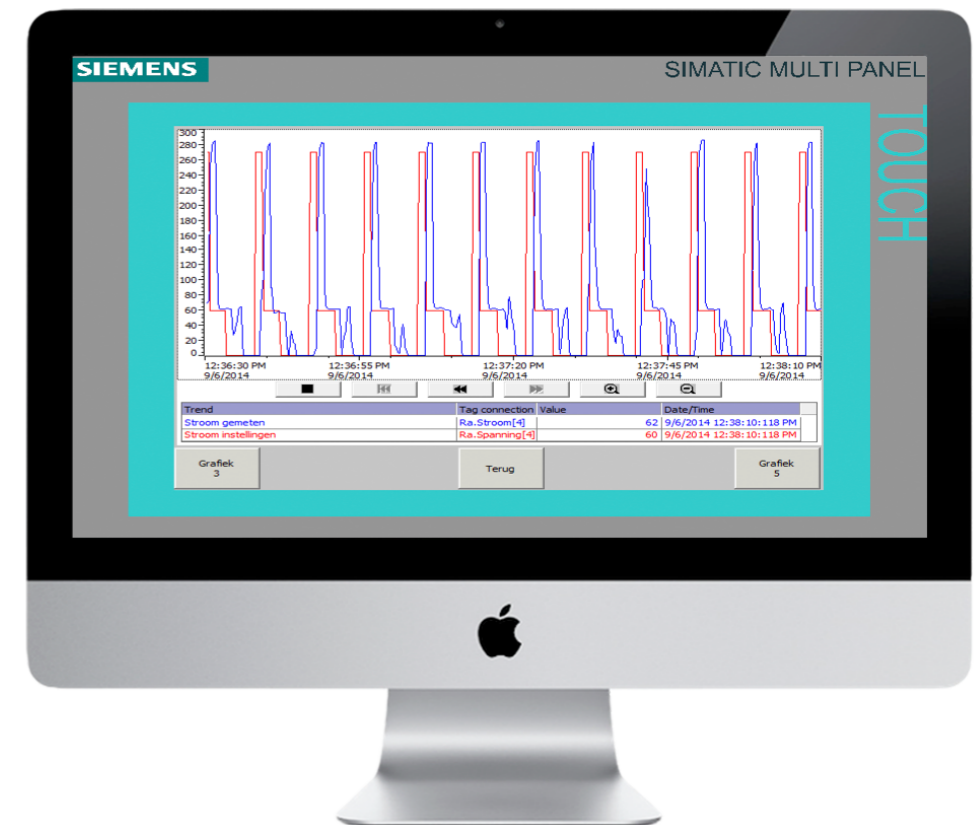 SIEMENS
SIMATIC MULTI PANEL
TOUCH
300
280
260
240
220
200
180
160
140
120
100
80
60
40
20
0
12:36:30 PM 12:36:55 PM 12:37:20 PM 12:37:45 PM 12:38:10 PM
9/6/2014 9/6/2014 9/6/2014 9/6/2014 9/6/2014
Trend Tag connection Value Date/Time
Stroom gemeten Ra.Stroom[4] 62 9/6/2014 12:38:10:118 PM
Stroom instellingen Ra.Spanning[4] 60 9/6/2014 12:38:10:118 PM
Grafiek
3
Terug
Grafiek
5